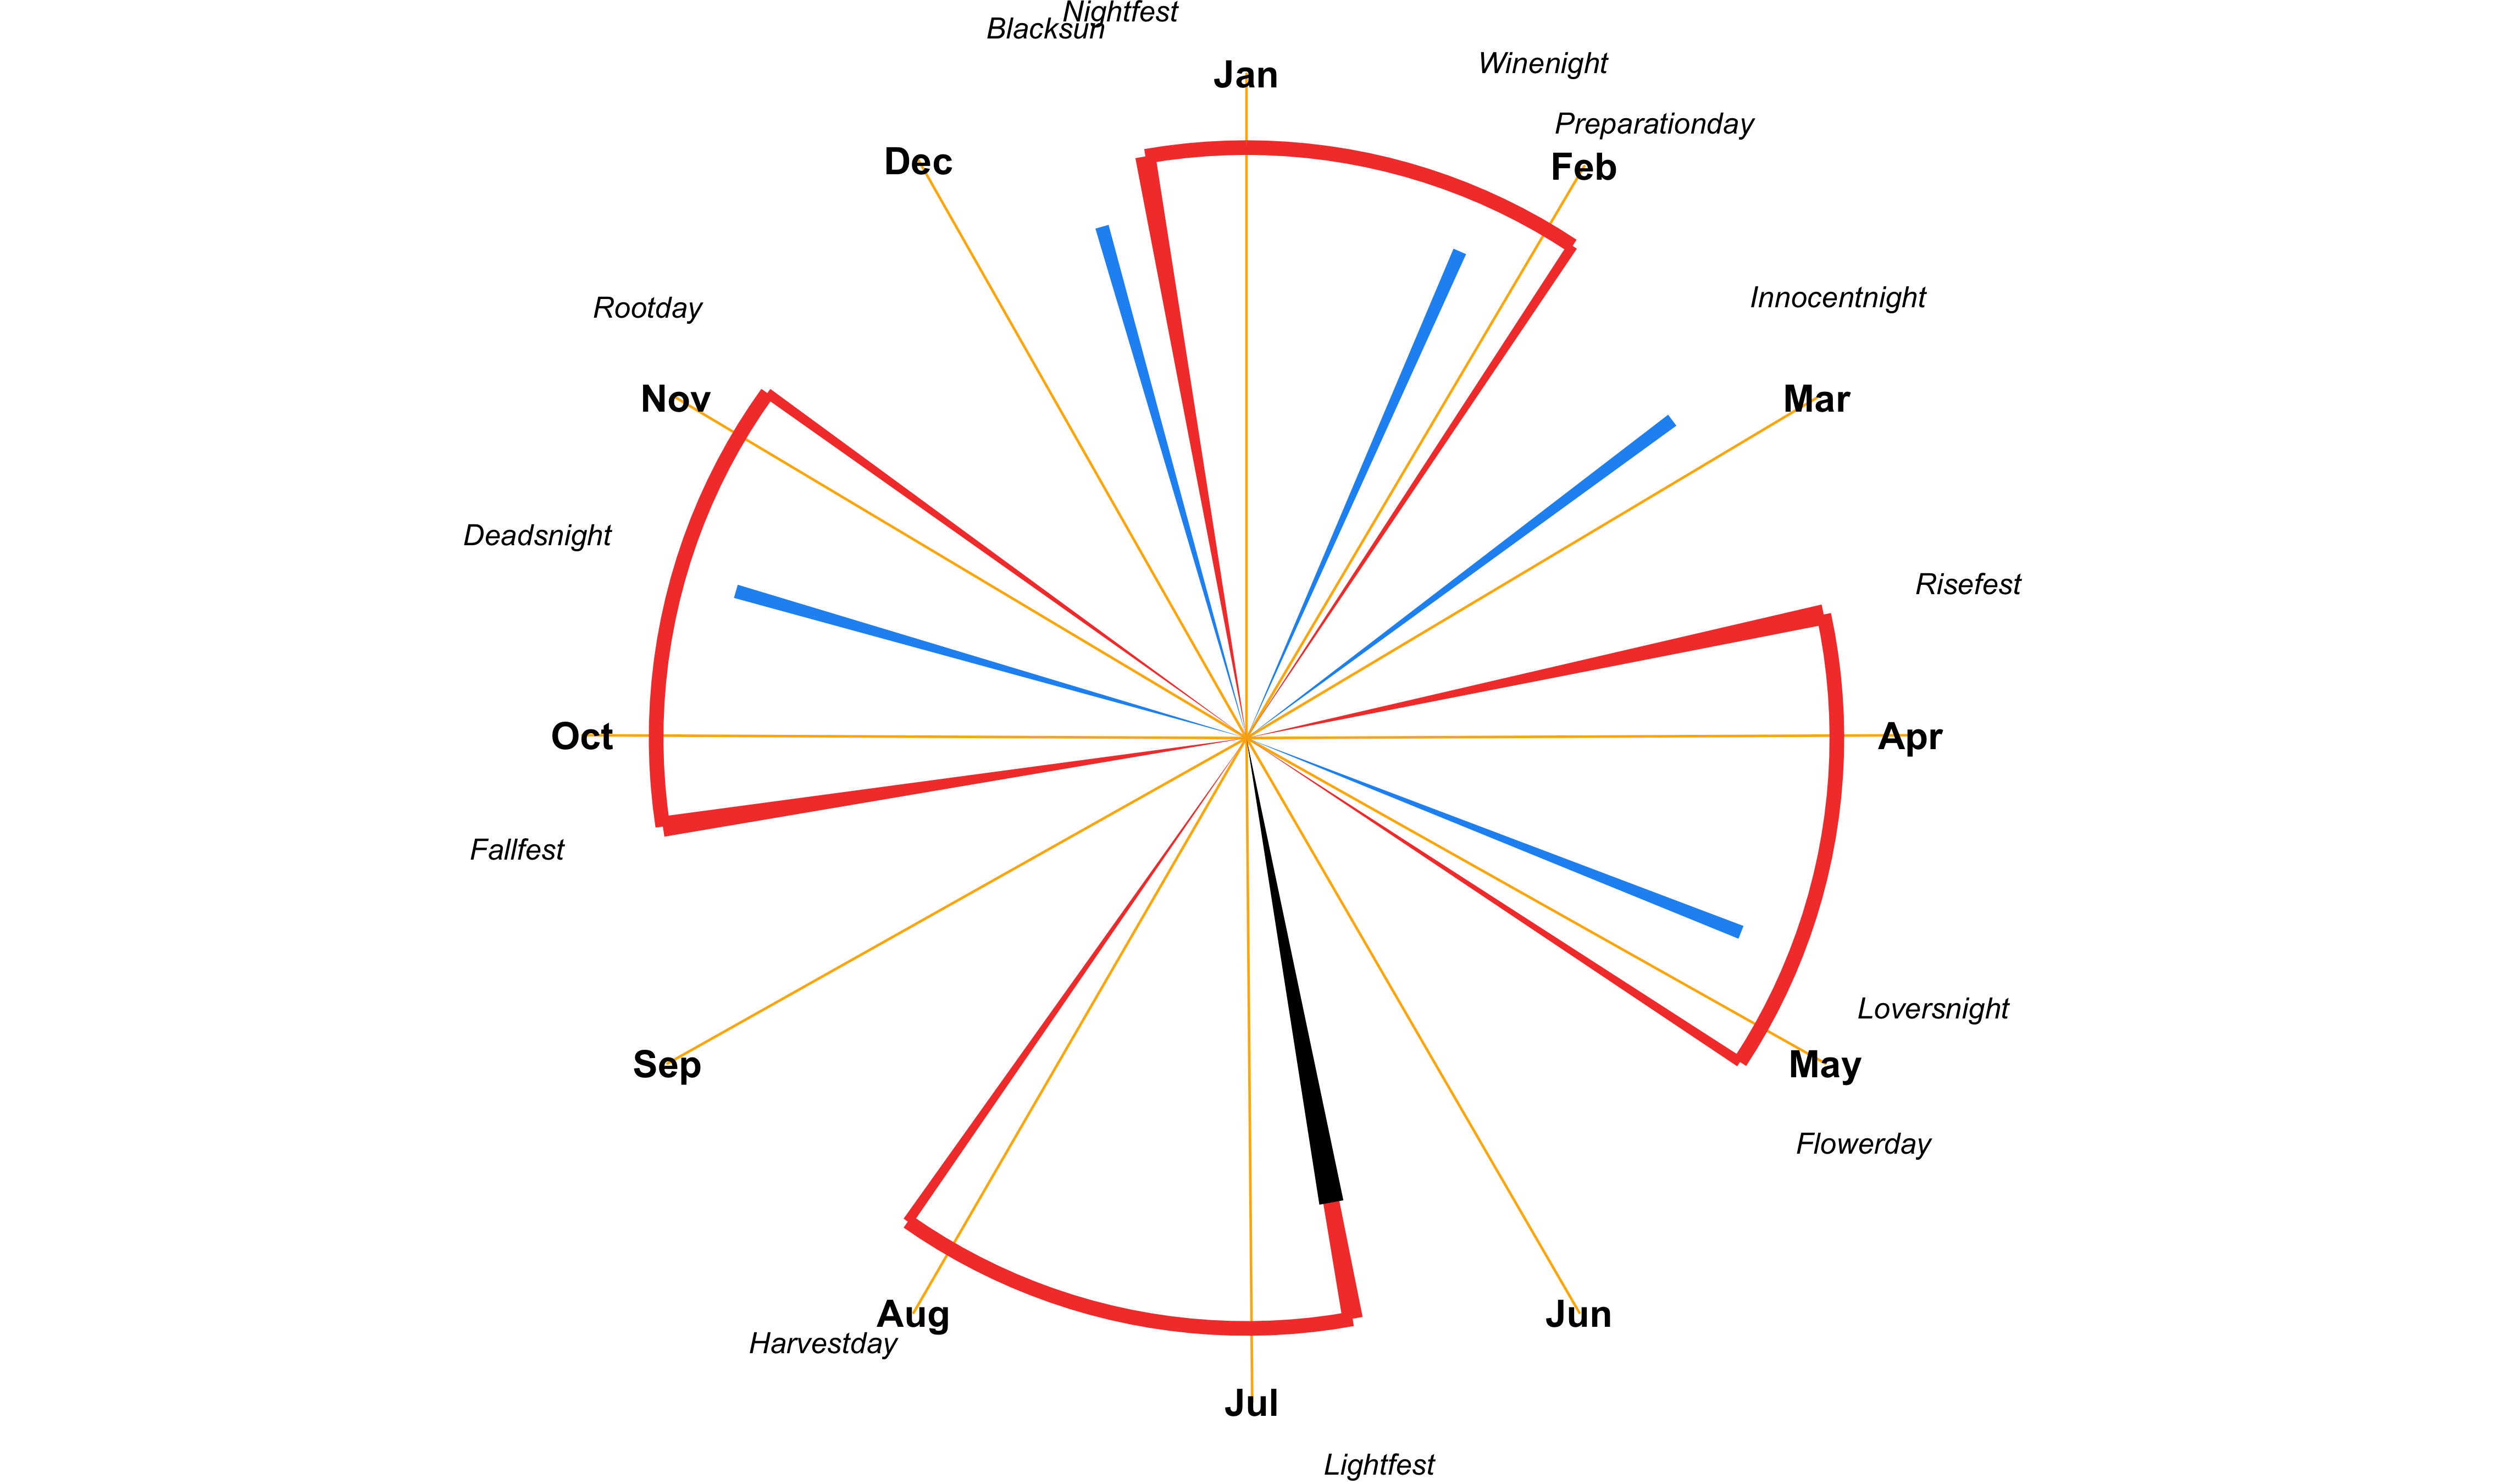 Nightfest
Blacksun
Jan
Winenight
Preparationday
Dec
Feb
Innocentnight
Rootday
Nov
Mar
Deadsnight
Risefest
Oct
Apr
Fallfest
Loversnight
Sep
May
Flowerday
Aug
Jun
Harvestday
Jul
Lightfest